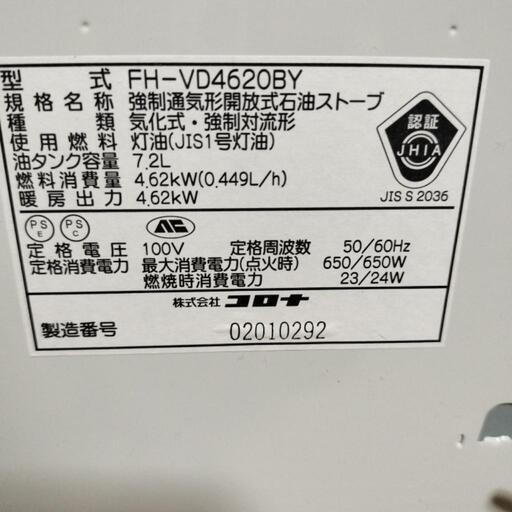 型式 FH-VD4620BY
規格名称 強制通気形開放式石油ストーブ
種類 気化式・強制対流形
使用燃料 灯油(JIS1号灯油)
油タンク容量 7.2L
燃料消費量 4.62kW(0.449L/h)
暖房出力 4.62kW
認証
JHIA
JIS S 2036
PS E
PS C
定格電圧 100V 定格周波数 50/60Hz
定格消費電力 最大消費電力(点火時) 650/650W
燃焼時消費電力 23/24W
株式会社 コロナ
製造番号 02010292